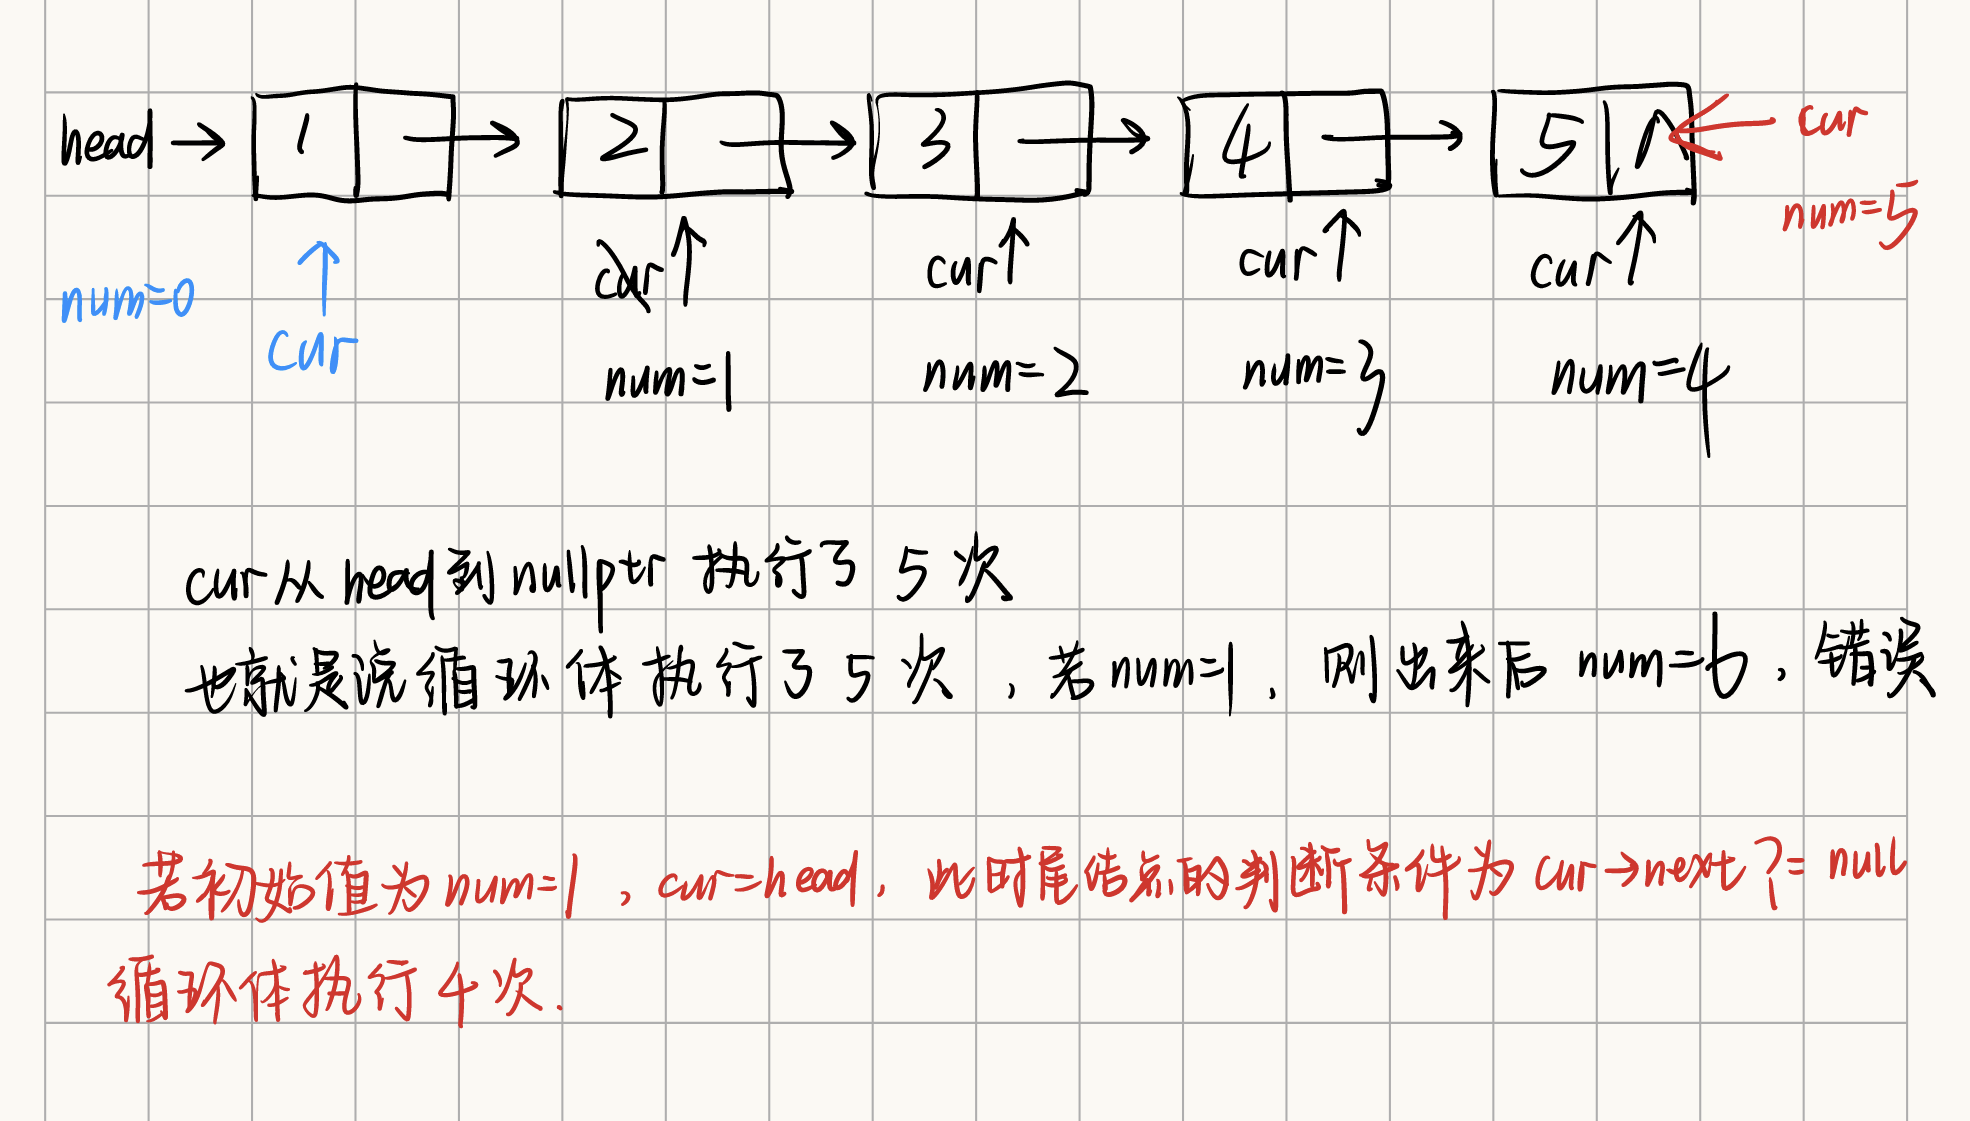 head → 1 2 3 4 5 ∧ cur
num=5
cur cur cur cur
num=0 cur
num=1 num=2 num=3 num=4
cur从head到nullptr 执行了 5 次
也就是说循环体执行了 5 次，若num=1，则出来后 num=6，错误
若初始值为num=1，cur=head，此时尾结点的判断条件为 cur→next ?= null
循环体执行4次.